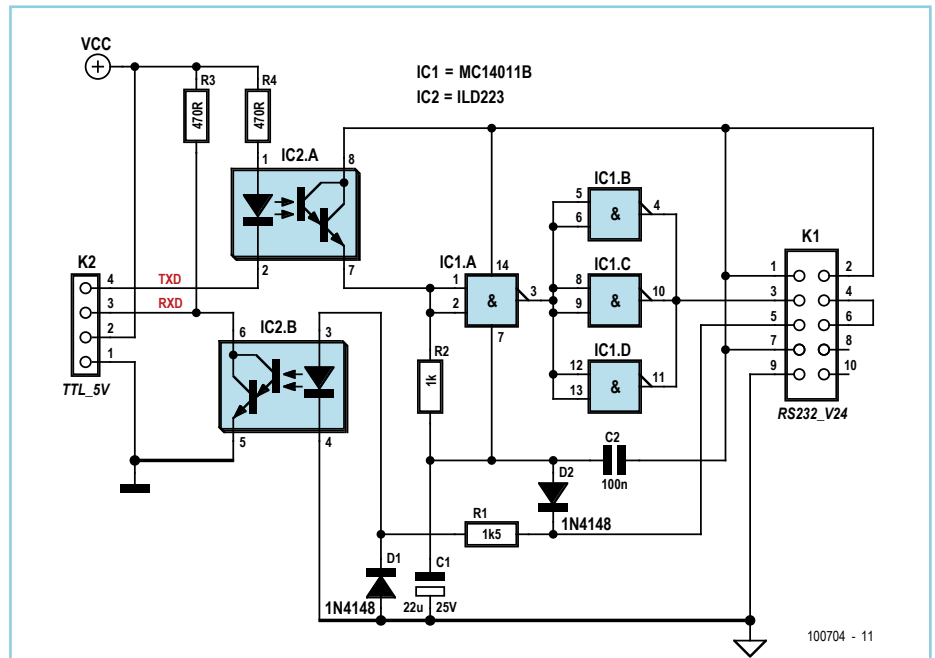 VCC
R3
R4
470R
470R
IC1 = MC14011B
IC2 = ILD223
IC2.A
1
8
2
7
K2
4
3
2
1
TTL_5V
TXD
RXD
IC2.B
6
3
5
4
IC1.A
1
2
14
&
3
7
R2
1k
IC1.B
5
6
&
4
IC1.C
8
9
&
10
IC1.D
12
13
&
11
K1
1
2
3
4
5
6
7
8
9
10
RS232_V24
C2
100n
D2
1N4148
R1
1k5
D1
1N4148
C1
22u
25V
100704 - 11